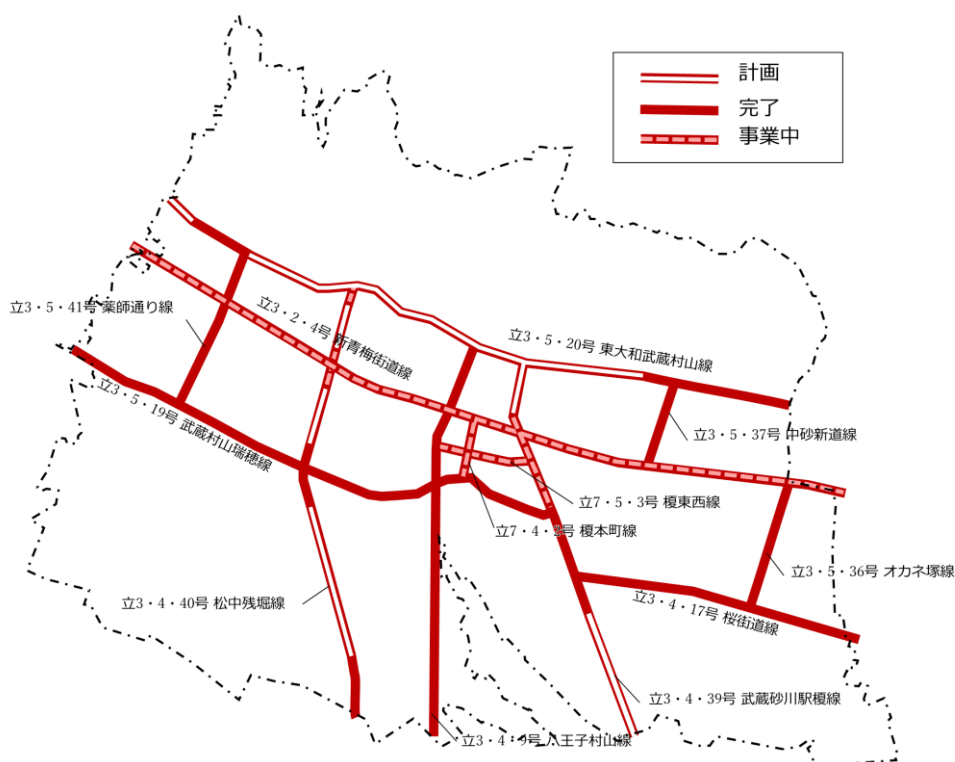 計画
完了
事業中
立3・5・41号 薬師通り線
立3・2・4号 新青梅街道線
立3・5・20号 東大和武蔵村山線
立3・5・19号 武蔵村山瑞穂線
立3・5・37号 中砂新道線
立7・5・3号 榎東西線
立7・4・2号 榎本町線
立3・5・36号 オカネ塚線
立3・4・40号 松中残堀線
立3・4・17号 桜街道線
立3・4・39号 武蔵砂川駅榎線
立3・4・9号 八王子村山線